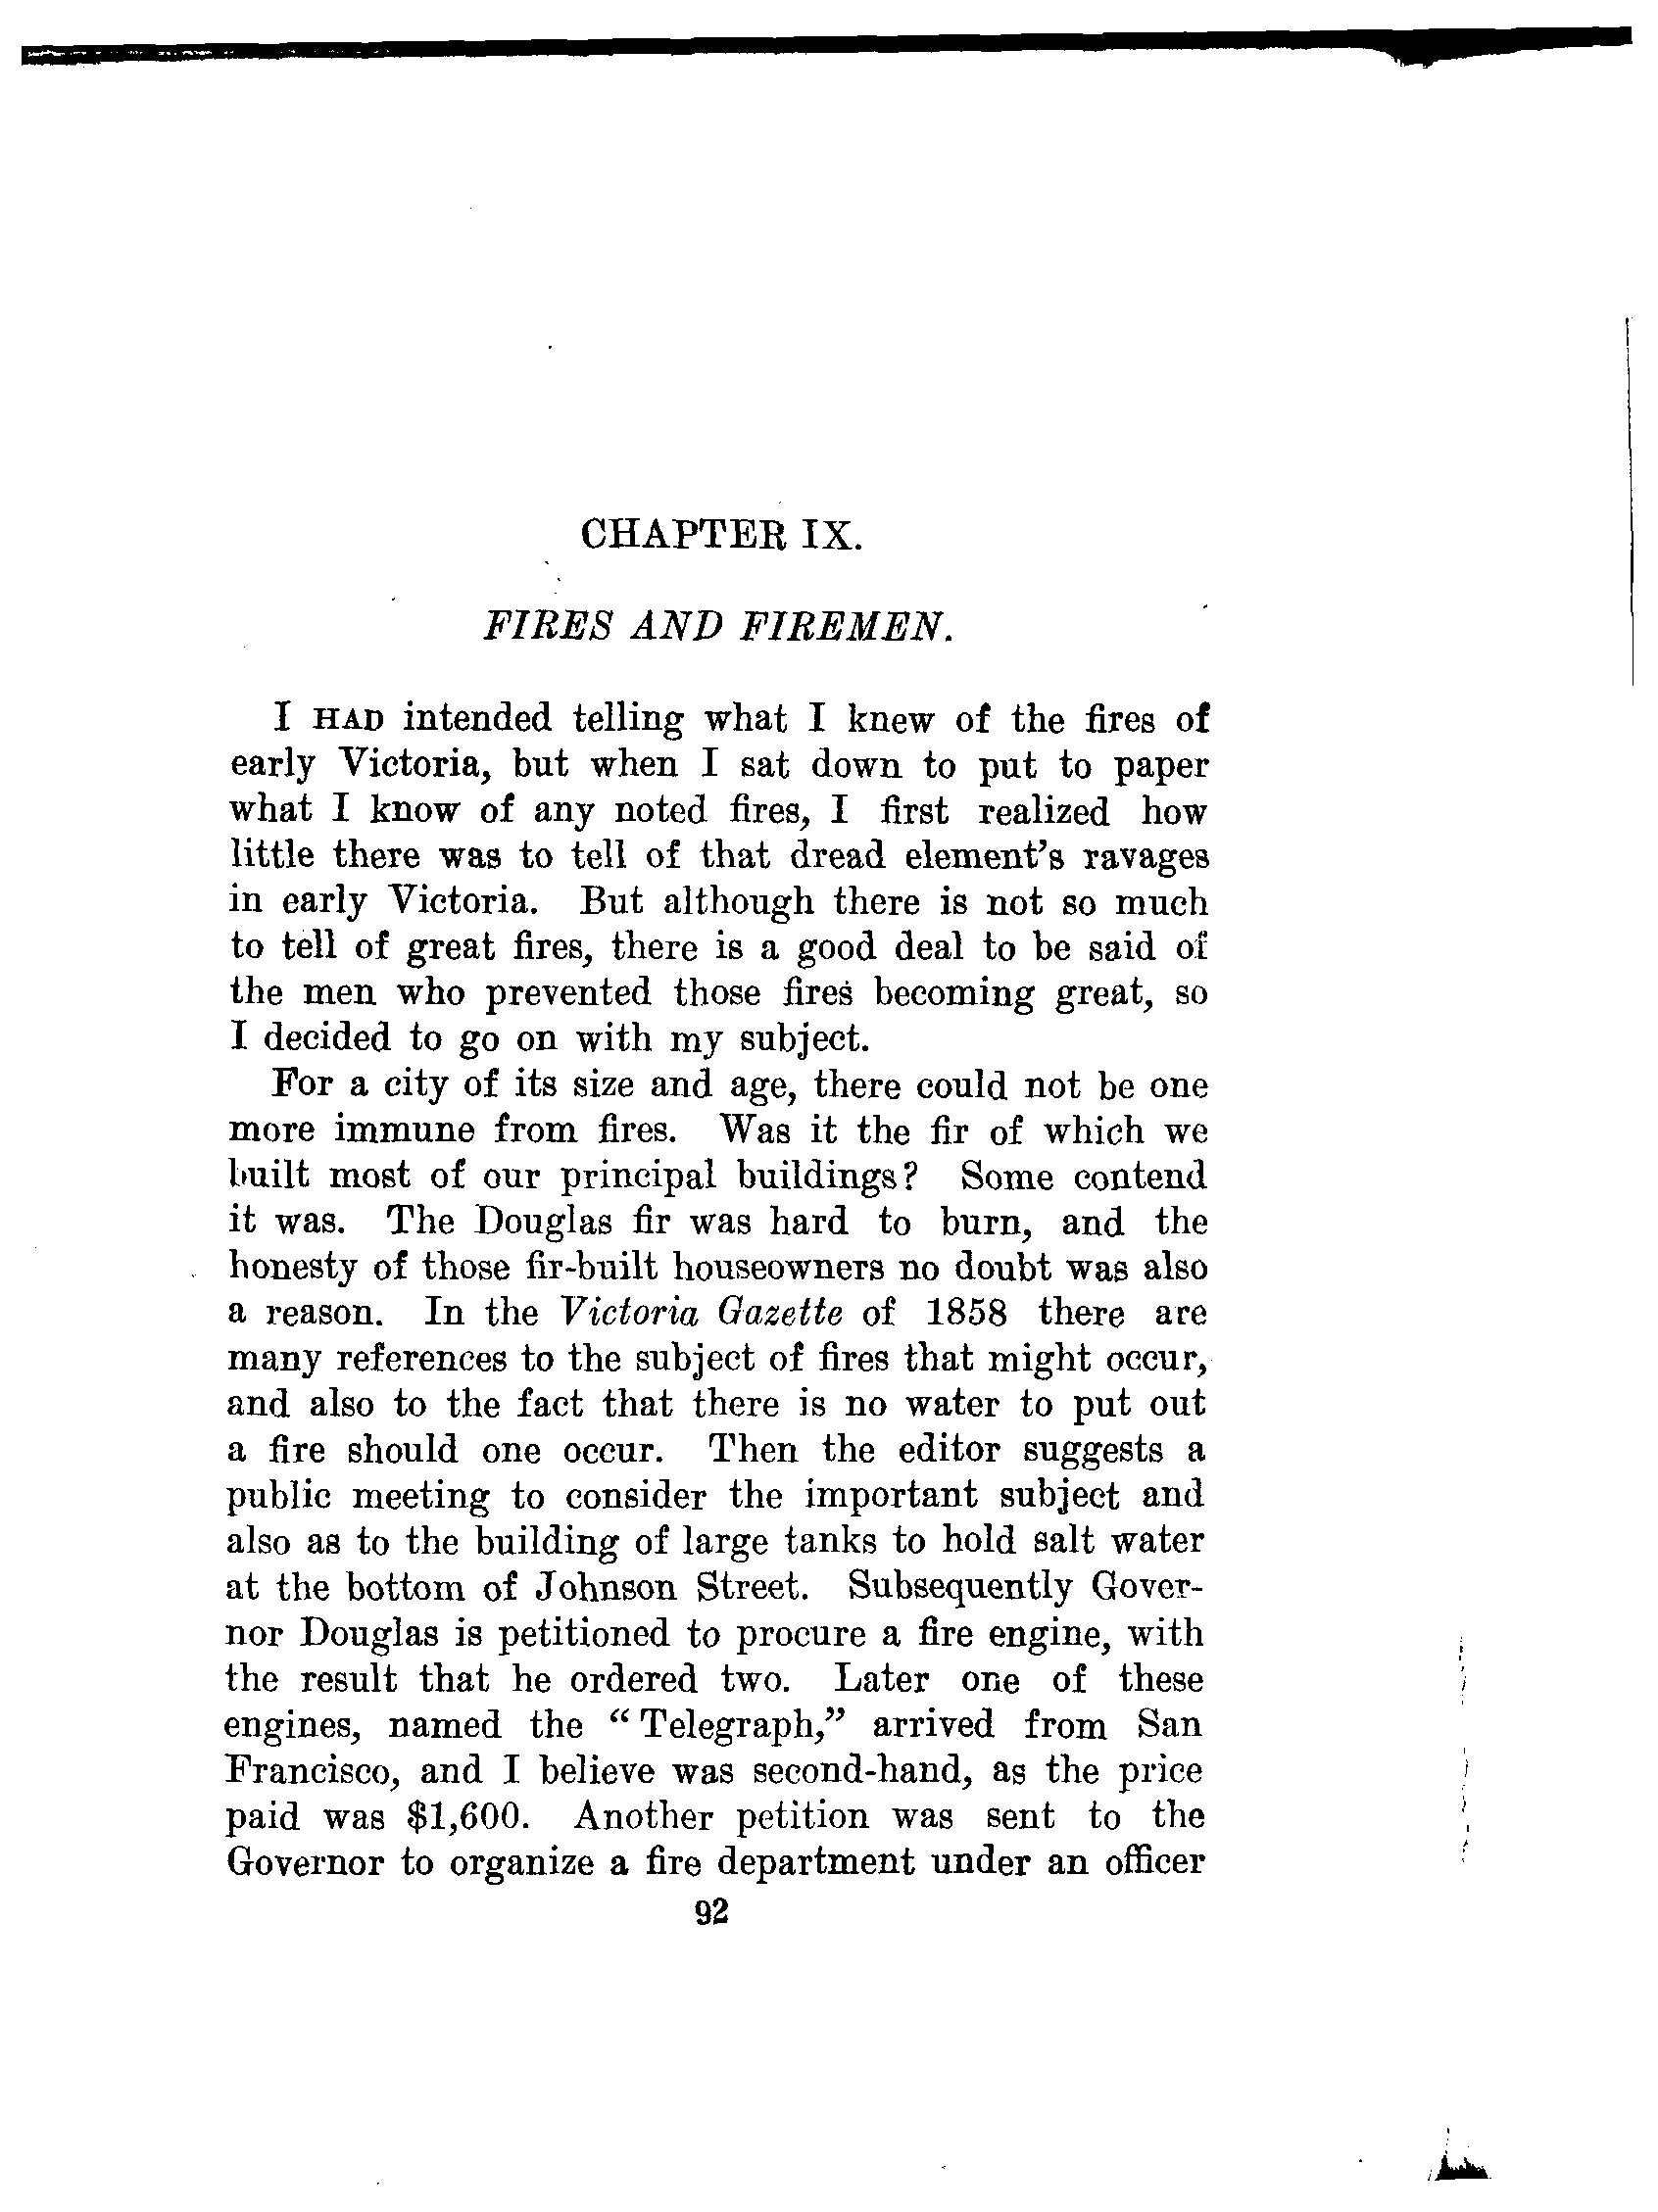 CHAPTER IX.
FIRES AND FIREMEN.
I HAD intended telling what I knew of the fires of
early Victoria, but when I sat down to put to paper
what I know of any noted fires, I first realized how
little there was to tell of that dread element's ravages
in early Victoria. But although there is not so much
to tell of great fires, there is a good deal to be said of
the men who prevented those fires becoming great, so
I decided to go on with my subject.
For a city of its size and age, there could not be one
more immune from fires. Was it the fir of which we
built most of our principal buildings? Some contend
it was. The Douglas fir was hard to burn, and the
honesty of those fir-built houseowners no doubt was also
a reason. In the Victoria Gazette of 1858 there are
many references to the subject of fires that might occur,
and also to the fact that there is no water to put out
a fire should one occur. Then the editor suggests a
public meeting to consider the important subject and
also as to the building of large tanks to hold salt water
at the bottom of Johnson Street. Subsequently Gover-
nor Douglas is petitioned to procure a fire engine, with
the result that he ordered two. Later one of these
engines, named the "Telegraph," arrived from San
Francisco, and I believe was second-hand, as the price
paid was $1,600. Another petition was sent to the
Governor to organize a fire department under an officer
92